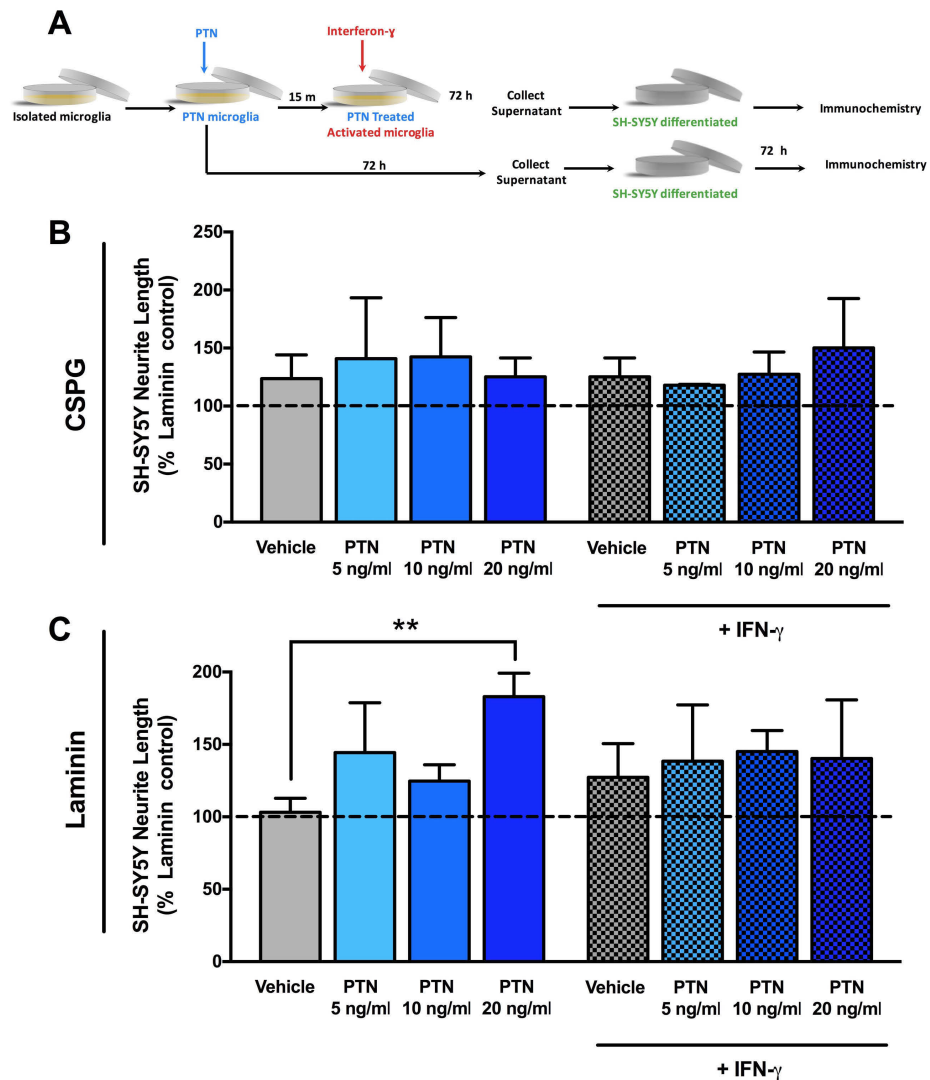 A
PTN
Interferon-ɣ
15 m
72 h
Isolated microglia
PTN microglia
PTN Treated
Activated microglia
Collect
Supernatant
SH-SY5Y differentiated
Immunochemistry
72 h
Collect
Supernatant
SH-SY5Y differentiated
72 h
Immunochemistry
B
CSPG
SH-SY5Y Neurite Length
(% Laminin control)
250
200
150
100
50
0
Vehicle
PTN
5 ng/ml
PTN
10 ng/ml
PTN
20 ng/ml
Vehicle
PTN
5 ng/ml
PTN
10 ng/ml
PTN
20 ng/ml
+ IFN-γ
C
Laminin
SH-SY5Y Neurite Length
(% Laminin control)
**
200
150
100
50
0
Vehicle
PTN
5 ng/ml
PTN
10 ng/ml
PTN
20 ng/ml
Vehicle
PTN
5 ng/ml
PTN
10 ng/ml
PTN
20 ng/ml
+ IFN-γ